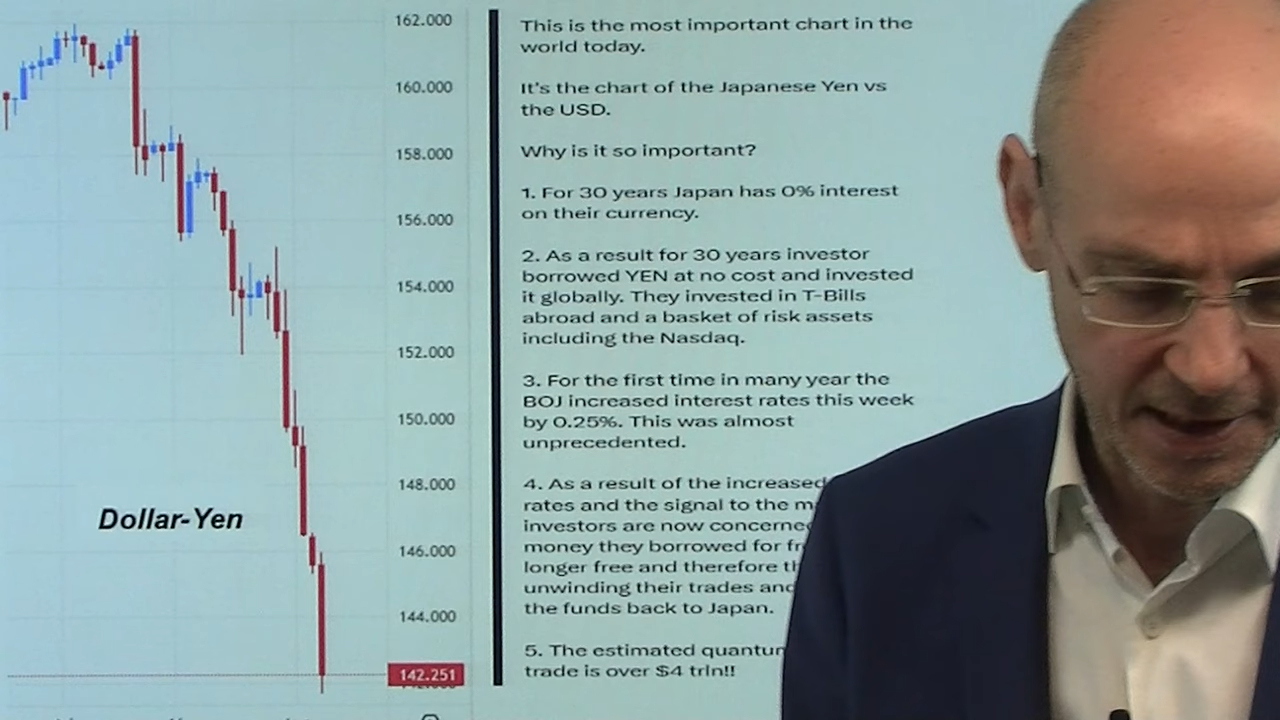 162.000
160.000
158.000
156.000
154.000
152.000
150.000
148.000
146.000
144.000
142.251
Dollar-Yen
This is the most important chart in the
world today.
It's the chart of the Japanese Yen vs
the USD.
Why is it so important?
1. For 30 years Japan has 0% interest
on their currency.
2. As a result for 30 years investor
borrowed YEN at no cost and invested
it globally. They invested in T-Bills
abroad and a basket of risk assets
including the Nasdaq.
3. For the first time in many year the
BOJ increased interest rates this week
by 0.25%. This was almost
unprecedented.
4. As a result of the increased
rates and the signal to the
investors are now
money they borrowed for
longer free and therefore
unwinding their trades
the funds back to Japan.
5. The estimated
trade is over $4 trln!!